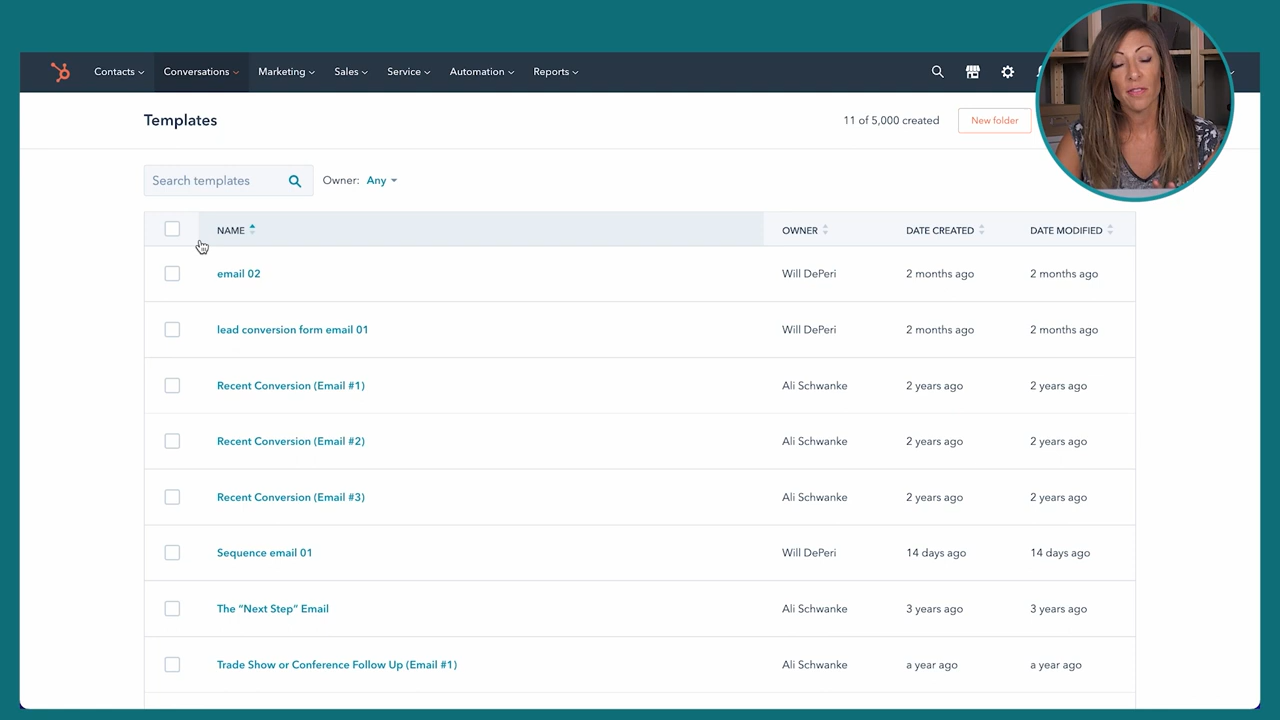 Contacts Conversations Marketing Sales Service Automation Reports
Templates 11 of 5,000 created New folder
Search templates Owner: Any
NAME OWNER DATE CREATED DATE MODIFIED
email 02 Will DePeri 2 months ago 2 months ago
lead conversion form email 01 Will DePeri 2 months ago 2 months ago
Recent Conversion (Email #1) Ali Schwanke 2 years ago 2 years ago
Recent Conversion (Email #2) Ali Schwanke 2 years ago 2 years ago
Recent Conversion (Email #3) Ali Schwanke 2 years ago 2 years ago
Sequence email 01 Will DePeri 14 days ago 14 days ago
The “Next Step” Email Ali Schwanke 3 years ago 3 years ago
Trade Show or Conference Follow Up (Email #1) Ali Schwanke a year ago a year ago